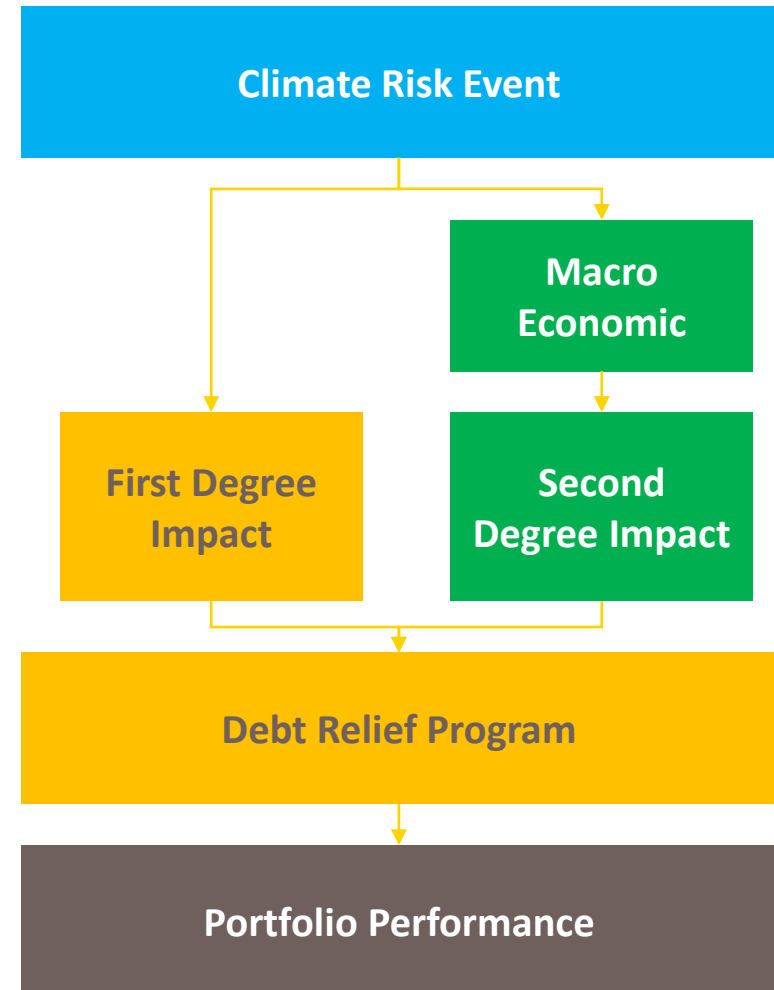 Climate Risk Event
Macro
Economic
First Degree
Impact
Second
Degree Impact
Debt Relief Program
Portfolio Performance